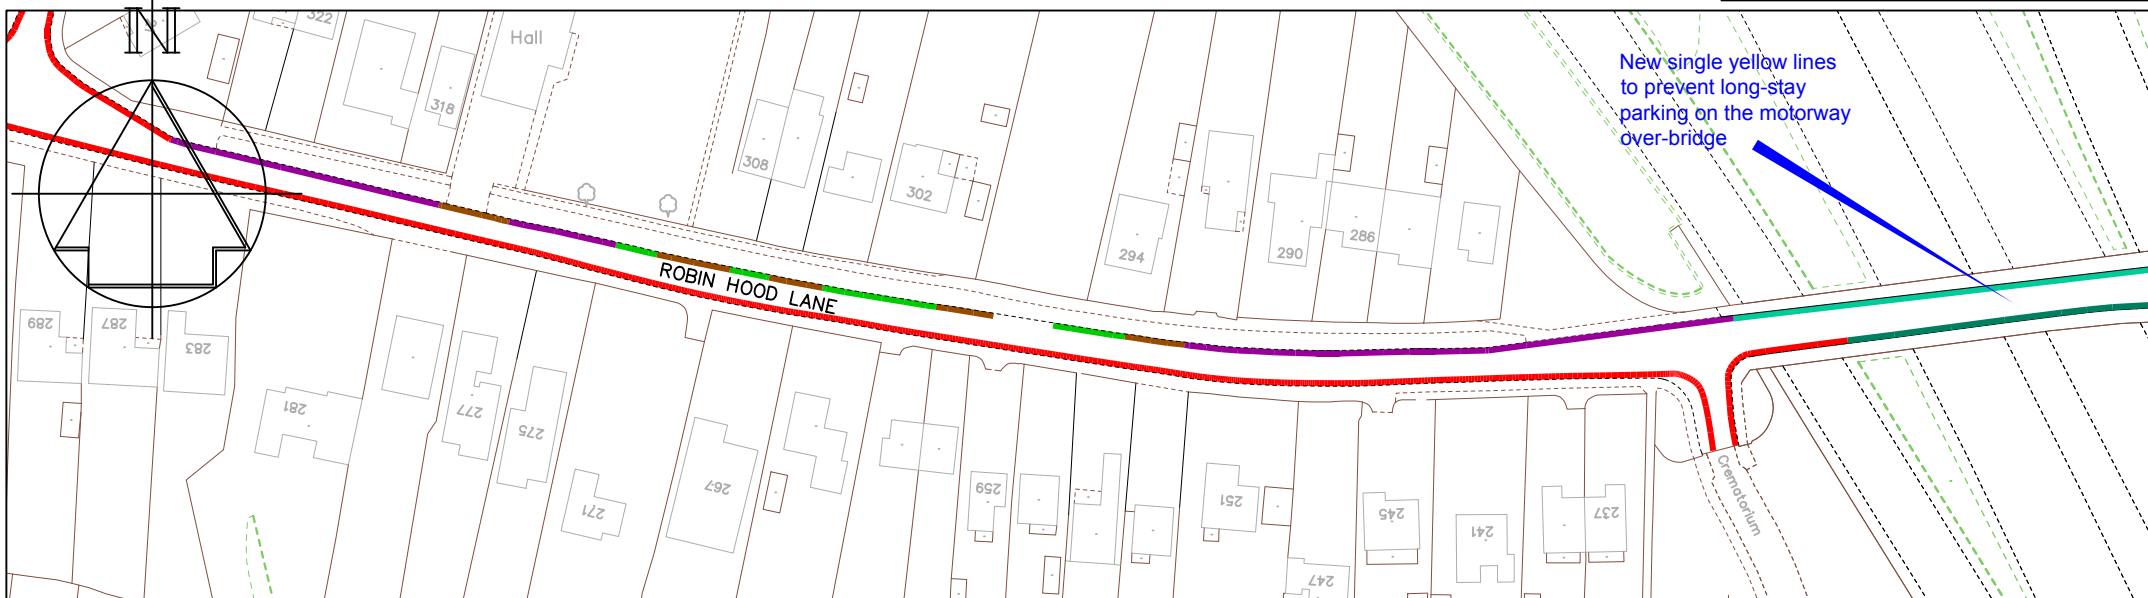 N
322
Hall
318
308
302
294
290
286
New single yellow lines
to prevent long-stay
parking on the motorway
over-bridge
ROBIN HOOD LANE
289
287
283
281
277
275
271
267
259
251
247
245
241
237
Crematorium